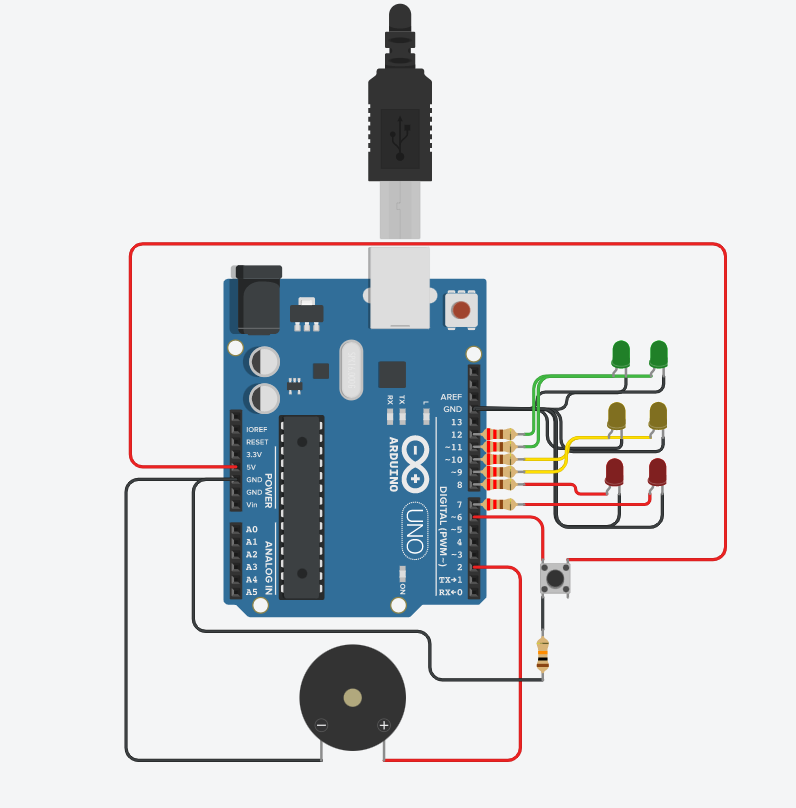 AREF
GND
RX
TX
L
13
12
~11
~10
~9
8
IOREF
RESET
3.3V
5V
GND
GND
Vin
POWER
ARDUINO
UNO
DIGITAL (PWM~)
7
~6
~5
4
~3
2
TX→1
RX←0
A0
A1
A2
A3
A4
A5
ANALOG IN
ON